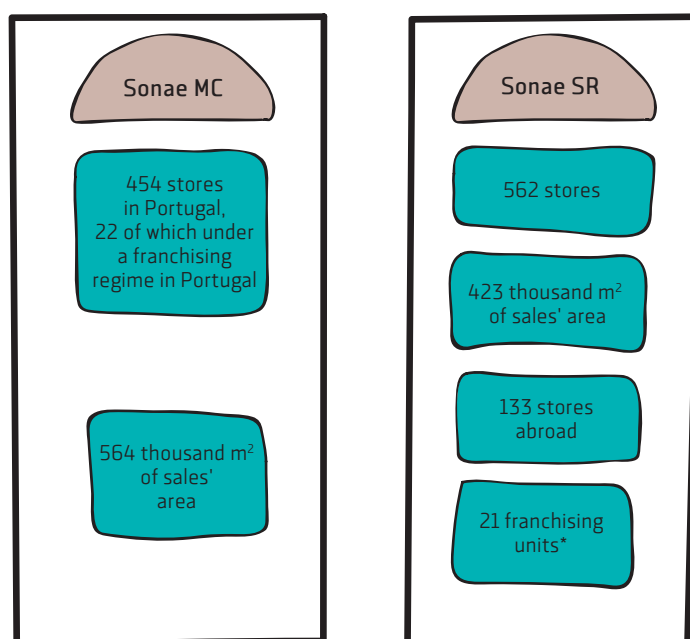 Sonae MC
454 stores
in Portugal,
22 of which under
a franchising
regime in Portugal
564 thousand m²
of sales'
area
Sonae SR
562 stores
423 thousand m²
of sales' area
133 stores
abroad
21 franchising
units*